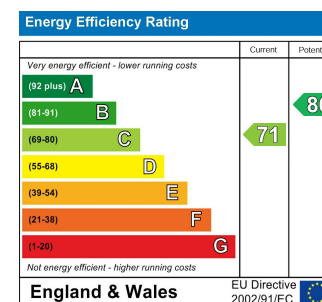 Energy Efficiency Rating
Current
Very energy efficient - lower running costs
(92 plus) A
(81-91) B
(69-80) C
71
(55-68) D
(39-54) E
(21-38) F
(1-20) G
Not energy efficient - higher running costs
England & Wales
EU Directive
2002/91/EC